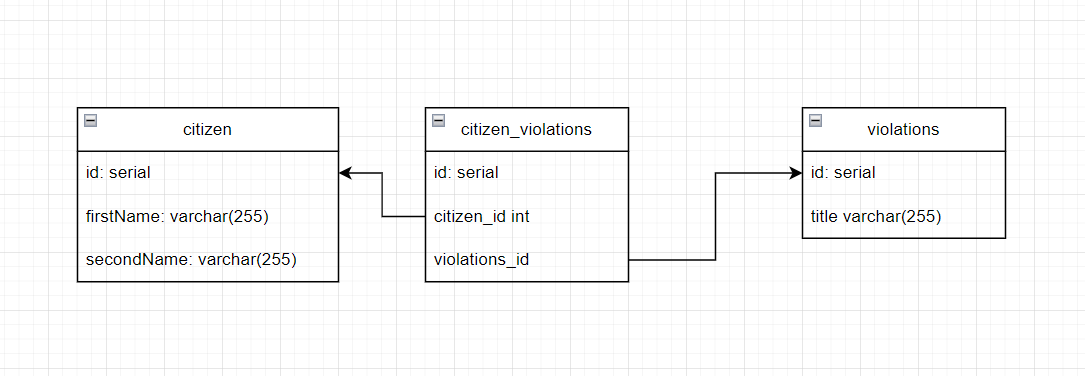 citizen
id: serial
firstName: varchar(255)
secondName: varchar(255)
citizen_violations
id: serial
citizen_id int
violations_id
violations
id: serial
title varchar(255)